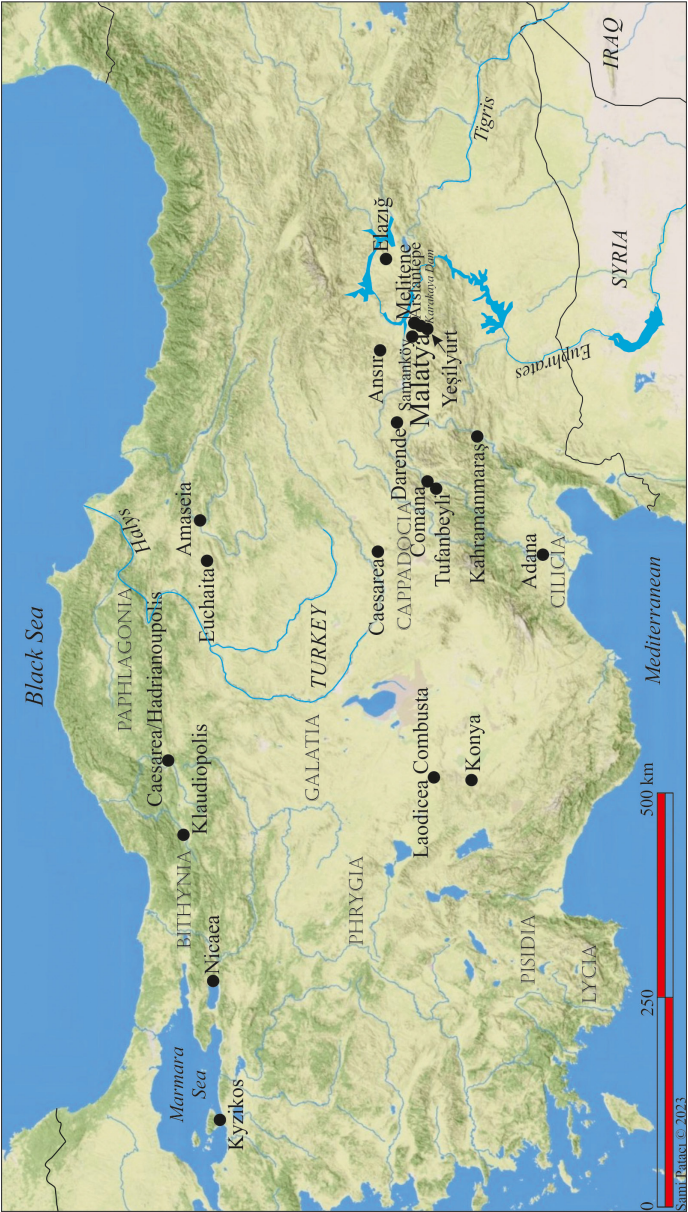 Black Sea
Marmara
Sea
Kyzikos
Nicaea
BITHYNIA
Klaudiopolis
Caesarea/Hadrianoupolis
PAPHLAGONIA
Halys
Euchaita
Amaseia
GALATIA
TURKEY
PHRYGIA
Laodicea Combusta
Konya
PISIDIA
LYCIA
Caesarea
CAPPADOCIA
Comana
Tufanbeyli
Darende
Kahramanmaraş
Adana
CILICIA
Ansır
Samanköy
Malatya
Yeşilyurt
Melitene
Arslantepe
Karakaya Dam
Elazığ
Tigris
Euphrates
SYRIA
IRAQ
Mediterranean
0
250
500 km
Sami Patacı © 2023